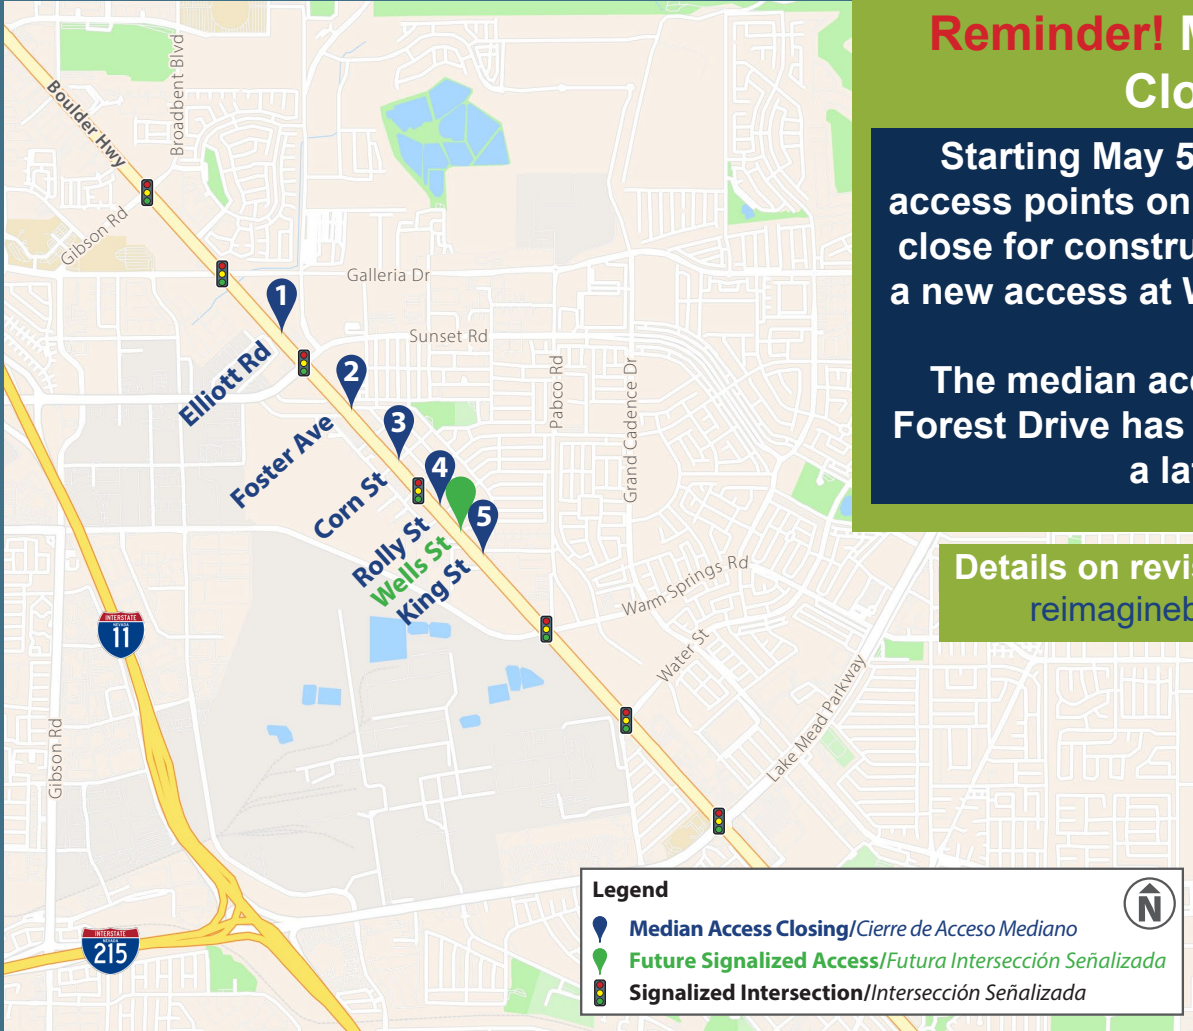 Reminder!
Starting May 5
access points on
close for constru
a new access at
The median acc
Forest Drive has
a la
Details on revis
reimagineb
Boulder Hwy
Broadbent Blvd
Gibson Rd
Galleria Dr
1
Sunset Rd
Elliott Rd
2
Pabco Rd
Grand Cadence Dr
Foster Ave
3
Corn St
4
5
Rolly St
Wells St
King St
Warm Springs Rd
Water St
INTERSTATE
NEVADA
11
Lake Mead Parkway
Gibson Rd
INTERSTATE
NEVADA
215
Legend
N
Median Access Closing/Cierre de Acceso Mediano
Future Signalized Access/Futura Intersección Señalizada
Signalized Intersection/Intersección Señalizada